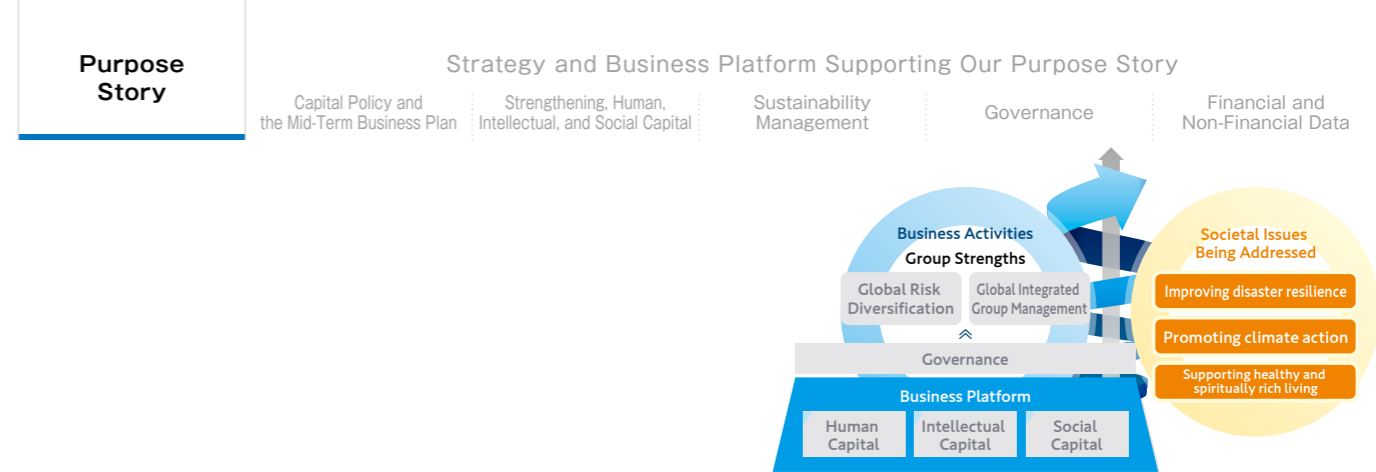 Purpose
Story
Strategy and Business Platform Supporting Our Purpose Story
Capital Policy and
the Mid-Term Business Plan
Strengthening, Human,
Intellectual, and Social Capital
Sustainability
Management
Governance
Financial and
Non-Financial Data
Business Activities
Group Strengths
Global Risk
Diversification
Global Integrated
Group Management
Governance
Business Platform
Human
Capital
Intellectual
Capital
Social
Capital
Societal Issues
Being Addressed
Improving disaster resilience
Promoting climate action
Supporting healthy and
spiritually rich living